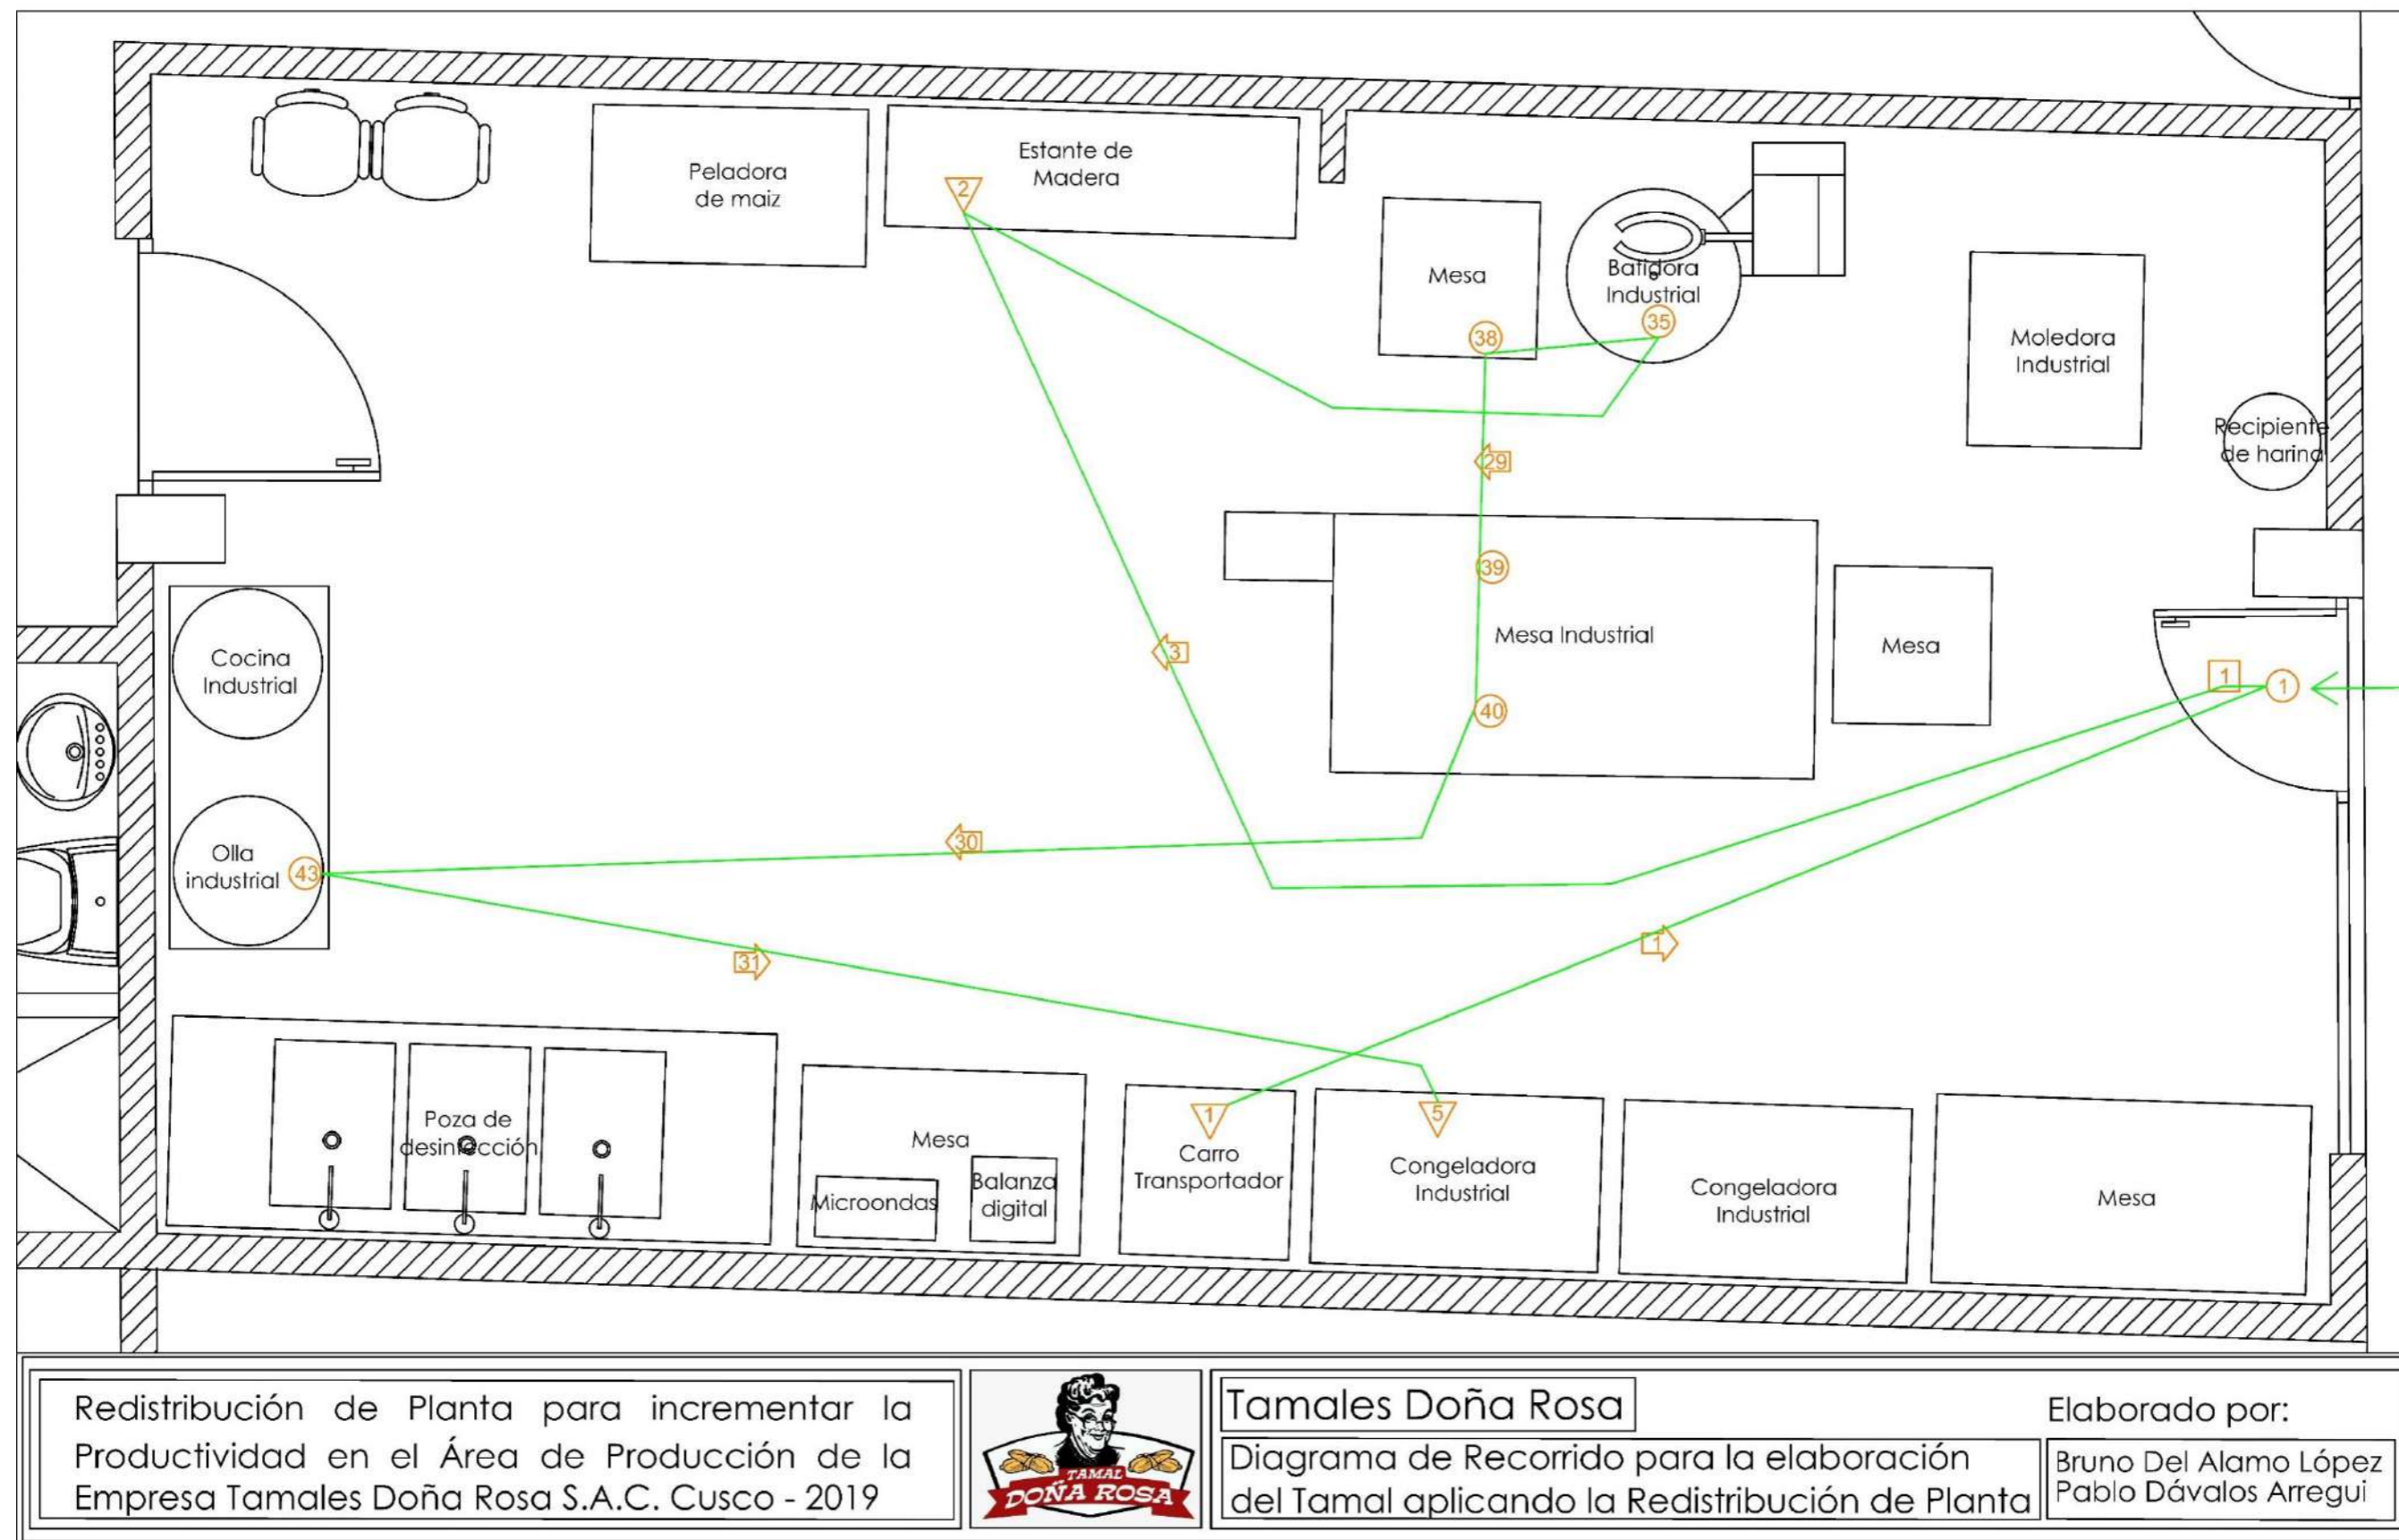 Peladora
de maiz
Estante de
Madera
2
Mesa
Batidora
Industrial
35
38
Moledora
Industrial
Recipiente
de harina
29
39
Mesa Industrial
Mesa
3
1
1
40
Cocina
Industrial
Olla
industrial
43
30
31
1
Poza de
desinfección
Mesa
Microondas
Balanza
digital
1
Carro
Transportador
5
Congeladora
Industrial
Congeladora
Industrial
Mesa
Redistribución de Planta para incrementar la
Productividad en el Área de Producción de la
Empresa Tamales Doña Rosa S.A.C. Cusco - 2019
TAMAL
DOÑA ROSA
Tamales Doña Rosa
Diagrama de Recorrido para la elaboración
del Tamal aplicando la Redistribución de Planta
Elaborado por:
Bruno Del Alamo López
Pablo Dávalos Arregui